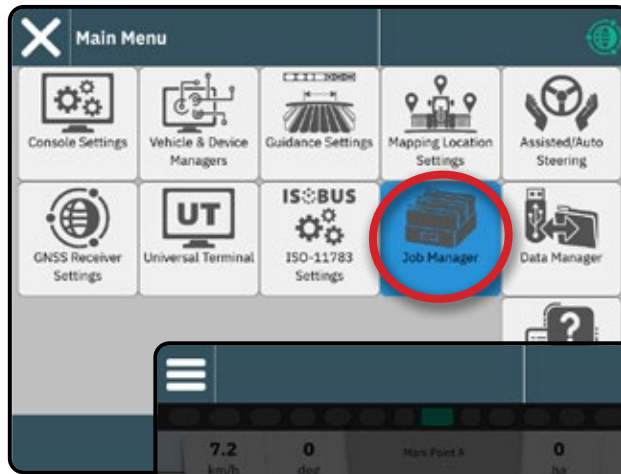 Main Menu
Console Settings
Vehicle & Device
Managers
Guidance Settings
Mapping Location
Settings
Assisted/Auto
Steering
GNSS Receiver
Settings
UT
Universal Terminal
ISOBUS
ISO-11783
Settings
Job Manager
Data Manager
?
7.2
km/h
0
deg
Mark Point A
0
ha